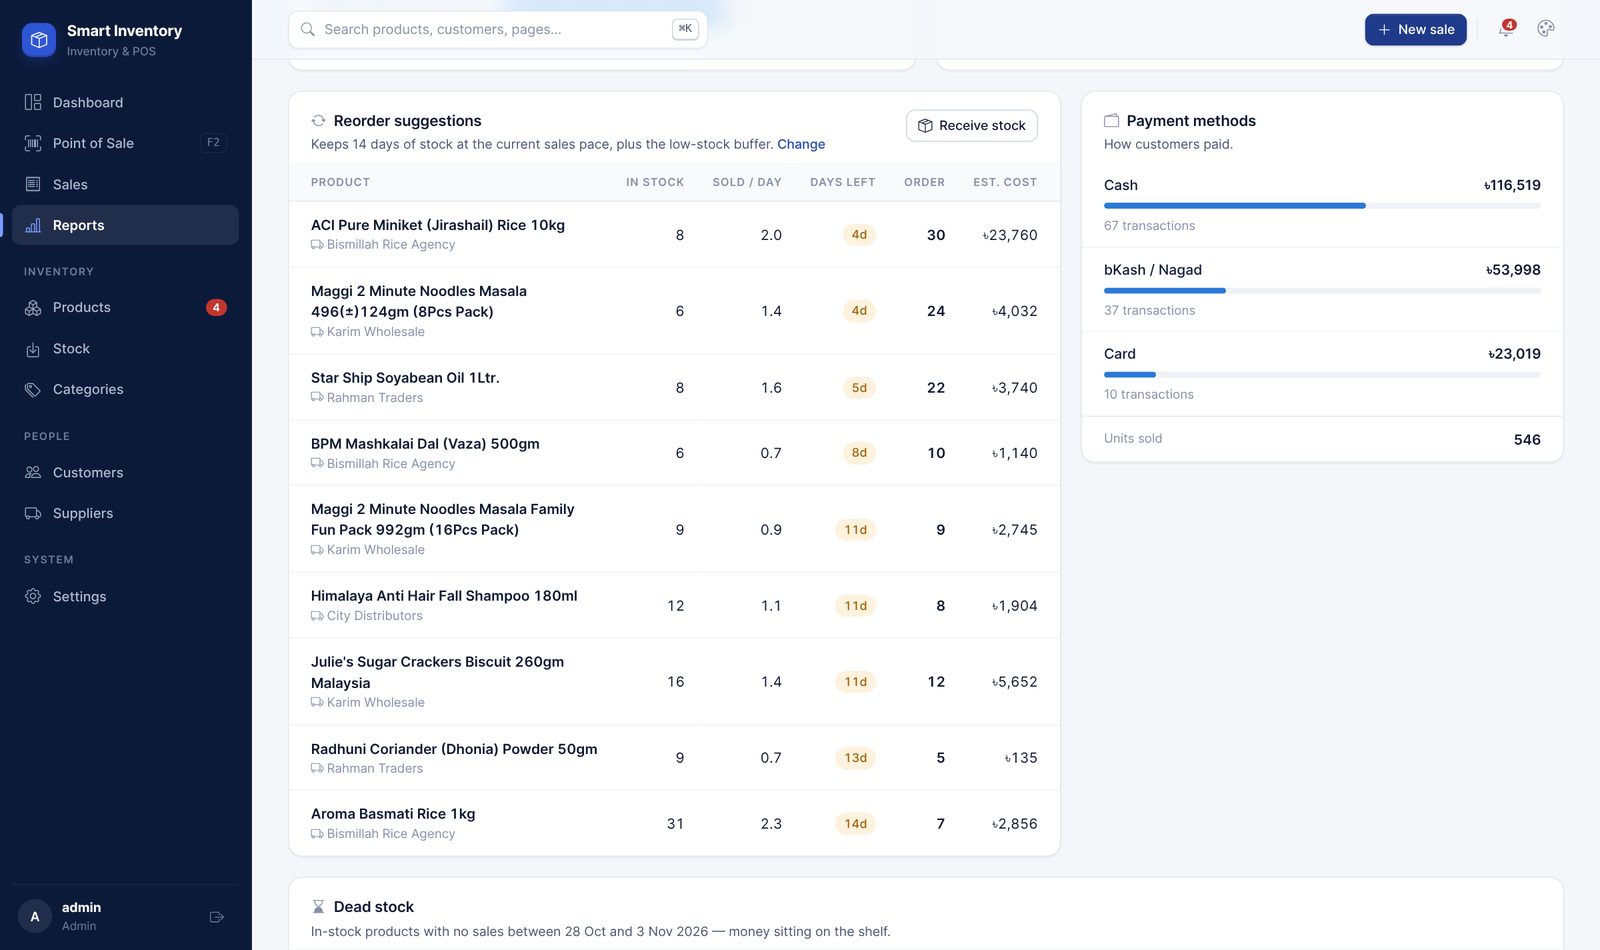 Smart Inventory
Inventory & POS
Dashboard
Point of Sale F2
Sales
Reports
INVENTORY
Products 4
Stock
Categories
PEOPLE
Customers
Suppliers
SYSTEM
Settings
A admin
Admin
Search products, customers, pages... ⌘K
+ New sale
4
Reorder suggestions
Keeps 14 days of stock at the current sales pace, plus the low-stock buffer. Change
Receive stock
PRODUCT IN STOCK SOLD / DAY DAYS LEFT ORDER EST. COST
ACI Pure Miniket (Jirashail) Rice 10kg
Bismillah Rice Agency
8 2.0 4d 30 ৳23,760
Maggi 2 Minute Noodles Masala
496(±)124gm (8Pcs Pack)
Karim Wholesale
6 1.4 4d 24 ৳4,032
Star Ship Soyabean Oil 1Ltr.
Rahman Traders
8 1.6 5d 22 ৳3,740
BPM Mashkalai Dal (Vaza) 500gm
Bismillah Rice Agency
6 0.7 8d 10 ৳1,140
Maggi 2 Minute Noodles Masala Family
Fun Pack 992gm (16Pcs Pack)
Karim Wholesale
9 0.9 11d 9 ৳2,745
Himalaya Anti Hair Fall Shampoo 180ml
City Distributors
12 1.1 11d 8 ৳1,904
Julie's Sugar Crackers Biscuit 260gm
Malaysia
Karim Wholesale
16 1.4 11d 12 ৳5,652
Radhuni Coriander (Dhonia) Powder 50gm
Rahman Traders
9 0.7 13d 5 ৳135
Aroma Basmati Rice 1kg
Bismillah Rice Agency
31 2.3 14d 7 ৳2,856
Payment methods
How customers paid.
Cash ৳116,519
67 transactions
bKash / Nagad ৳53,998
37 transactions
Card ৳23,019
10 transactions
Units sold 546
Dead stock
In-stock products with no sales between 28 Oct and 3 Nov 2026 — money sitting on the shelf.